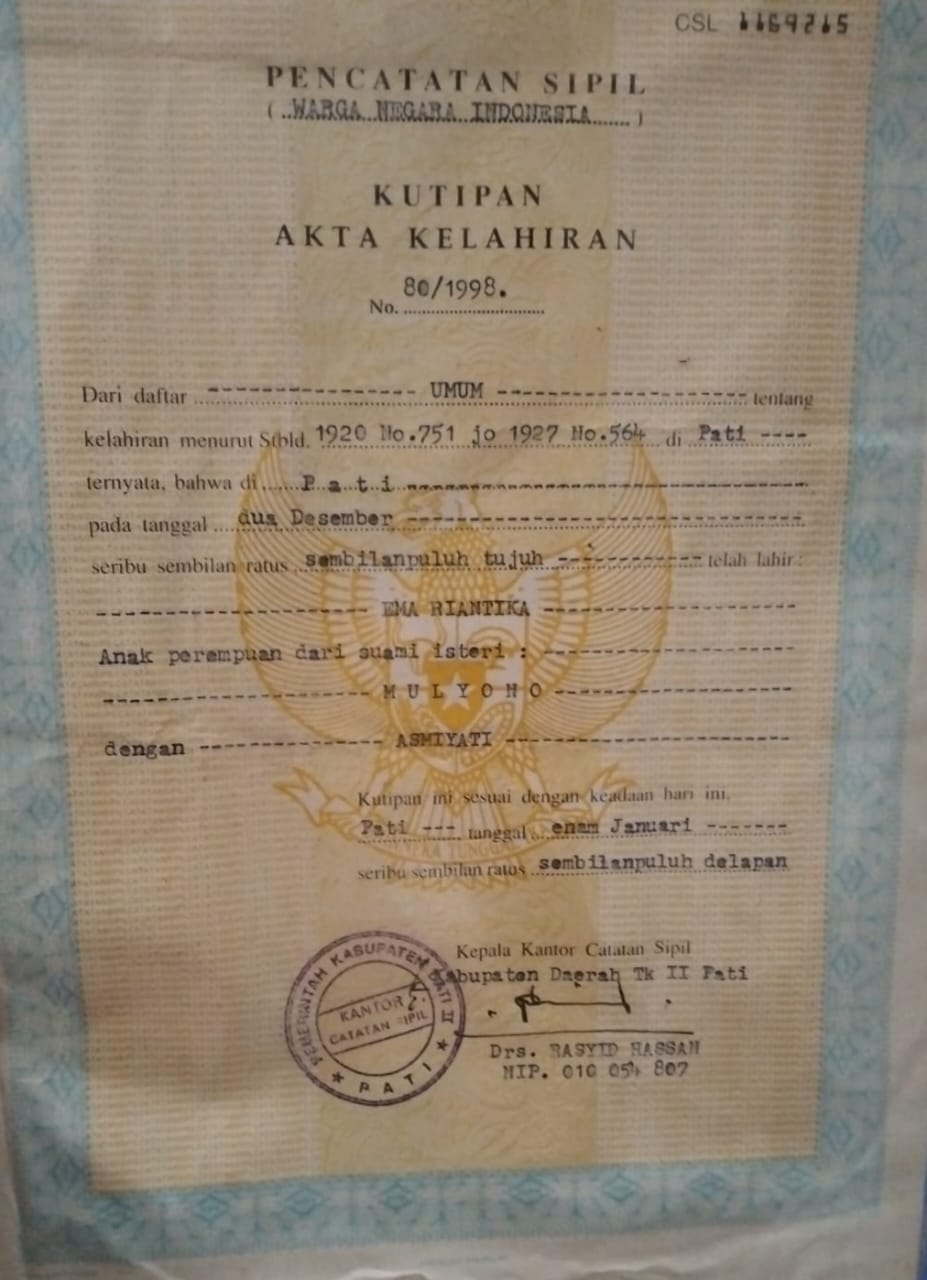 CSL 1169215
PENCATATAN SIPIL
( WARGA NEGARA INDONESIA )
KUTIPAN
AKTA KELAHIRAN
No. 80/1998.
Dari daftar ---------------- UMUM ------------------- tentang
kelahiran menurut Stbld. 1920 No.751 jo 1927 No.564 di Pati ----
ternyata, bahwa di P a t i -------------------------------
pada tanggal dua Desember -------------------------------
seribu sembilan ratus sembilanpuluh tujuh ----------- telah lahir:
--------------------- EMA RIANTIKA --------------------
Anak perempuan dari suami isteri : --------------------
--------------------- M U L Y O N O -------------------
dengan -------------- ASMIYATI ----------------------
Kutipan ini sesuai dengan keadaan hari ini.
Pati --- tanggal enam Januari -------
seribu sembilan ratus sembilanpuluh delapan
Kepala Kantor Catatan Sipil
Kabupaten Daerah Tk II Pati
PEMERINTAH KABUPATEN PATI II
KANTOR
CATATAN SIPIL
★ PATI ★
Drs. RASYID HASSAN
NIP. 010 054 807